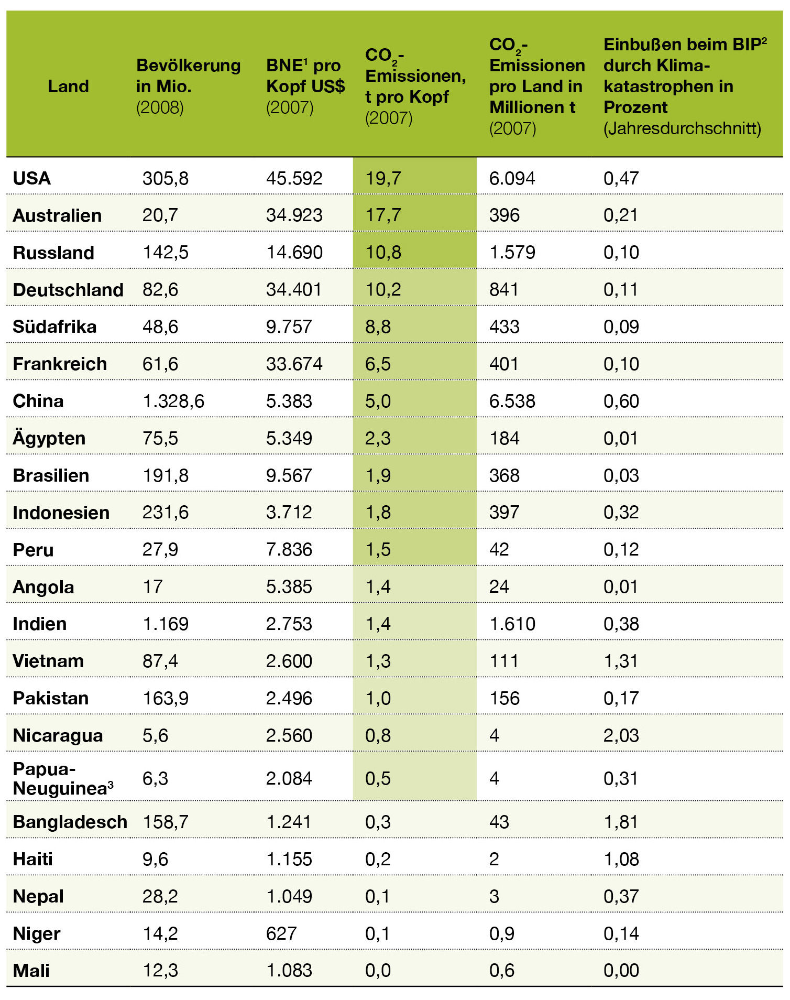 Land
Bevölkerung
in Mio.
(2008)
BNE¹ pro
Kopf US$
(2007)
CO₂-
Emissionen,
t pro Kopf
(2007)
CO₂-
Emissionen
pro Land in
Millionen t
(2007)
Einbußen beim BIP²
durch Klima-
katastrophen in
Prozent
(Jahresdurchschnitt)
USA 305,8 45.592 19,7 6.094 0,47
Australien 20,7 34.923 17,7 396 0,21
Russland 142,5 14.690 10,8 1.579 0,10
Deutschland 82,6 34.401 10,2 841 0,11
Südafrika 48,6 9.757 8,8 433 0,09
Frankreich 61,6 33.674 6,5 401 0,10
China 1.328,6 5.383 5,0 6.538 0,60
Ägypten 75,5 5.349 2,3 184 0,01
Brasilien 191,8 9.567 1,9 368 0,03
Indonesien 231,6 3.712 1,8 397 0,32
Peru 27,9 7.836 1,5 42 0,12
Angola 17 5.385 1,4 24 0,01
Indien 1.169 2.753 1,4 1.610 0,38
Vietnam 87,4 2.600 1,3 111 1,31
Pakistan 163,9 2.496 1,0 156 0,17
Nicaragua 5,6 2.560 0,8 4 2,03
Papua-
Neuguinea³ 6,3 2.084 0,5 4 0,31
Bangladesch 158,7 1.241 0,3 43 1,81
Haiti 9,6 1.155 0,2 2 1,08
Nepal 28,2 1.049 0,1 3 0,37
Niger 14,2 627 0,1 0,9 0,14
Mali 12,3 1.083 0,0 0,6 0,00